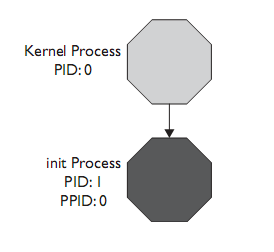 Kernel Process
PID: 0
init Process
PID: 1
PPID: 0